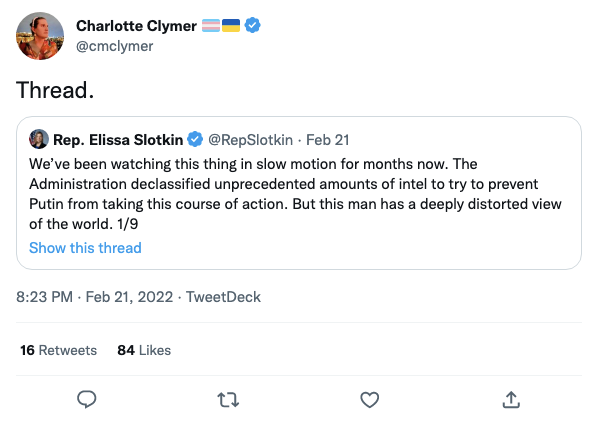 Charlotte Clymer
@cmclymer
Thread.
Rep. Elissa Slotkin @RepSlotkin · Feb 21
We’ve been watching this thing in slow motion for months now. The
Administration declassified unprecedented amounts of intel to try to prevent
Putin from taking this course of action. But this man has a deeply distorted view
of the world. 1/9
Show this thread
8:23 PM · Feb 21, 2022 · TweetDeck
16 Retweets 84 Likes